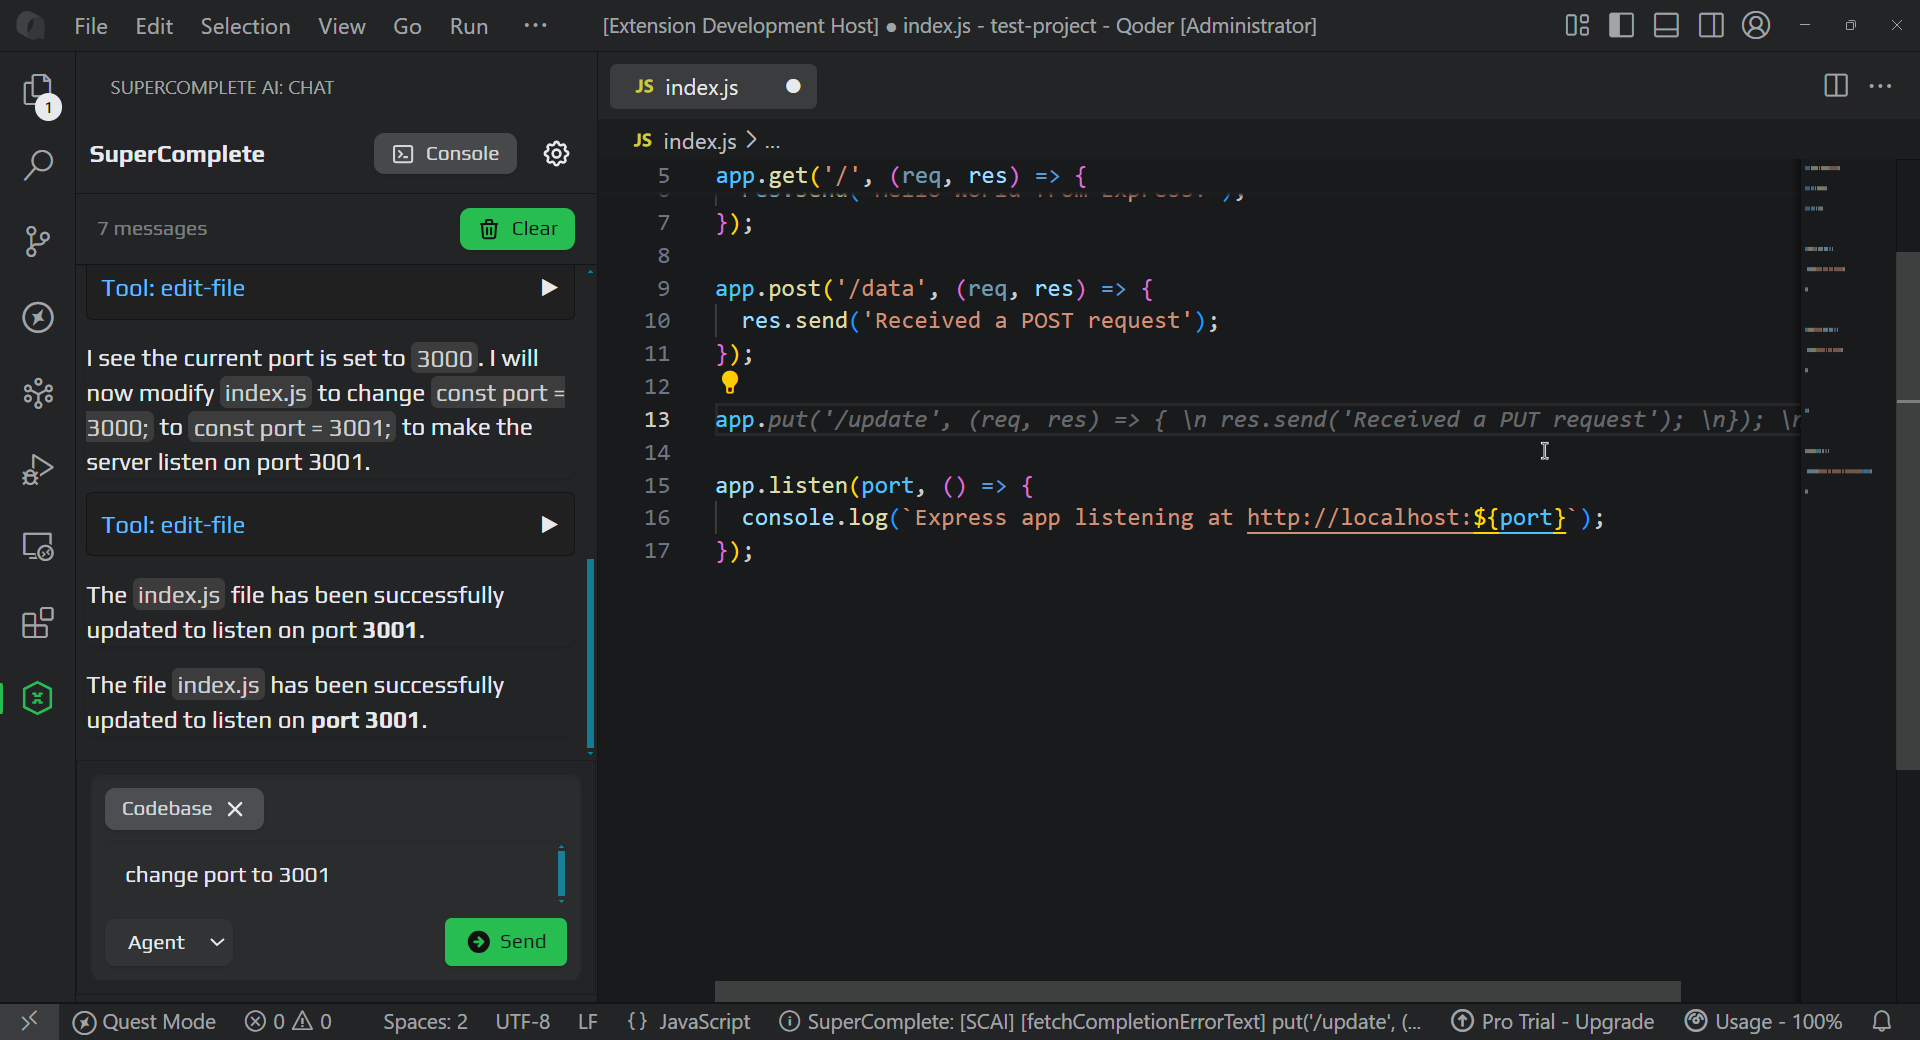 File Edit Selection View Go Run ··· [Extension Development Host] ● index.js - test-project - Qoder [Administrator]
1
SUPERCOMPLETE AI: CHAT
SuperComplete
Console
7 messages
Clear
Tool: edit-file
I see the current port is set to 3000. I will
now modify index.js to change const port =
3000; to const port = 3001; to make the
server listen on port 3001.
Tool: edit-file
The index.js file has been successfully
updated to listen on port 3001.
The file index.js has been successfully
updated to listen on port 3001.
Codebase
change port to 3001
Agent
Send
JS index.js
JS index.js > ...
5 app.get('/', (req, res) => {
7 });
8
9 app.post('/data', (req, res) => {
10 res.send('Received a POST request');
11 });
12
13 app.put('/update', (req, res) => { \n res.send('Received a PUT request'); \n}); \n
14
15 app.listen(port, () => {
16 console.log(`Express app listening at http://localhost:${port}`);
17 });
Quest Mode 0 0 Spaces: 2 UTF-8 LF {} JavaScript SuperComplete: [SCAI] [fetchCompletionErrorText] put('/update', (... Pro Trial - Upgrade Usage - 100%